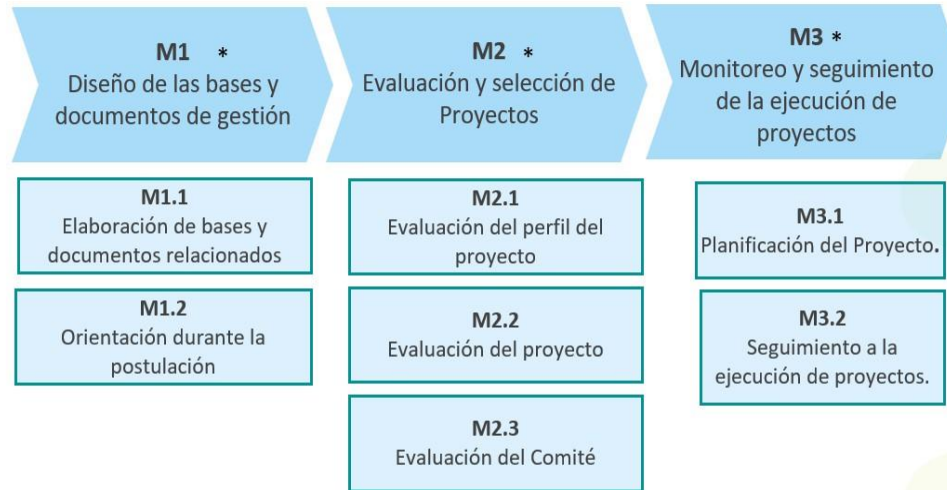 M1 *
Diseño de las bases y
documentos de gestión
M2 *
Evaluación y selección de
Proyectos
M3 *
Monitoreo y seguimiento
de la ejecución de
proyectos
M1.1
Elaboración de bases y
documentos relacionados
M1.2
Orientación durante la
postulación
M2.1
Evaluación del perfil del
proyecto
M2.2
Evaluación del proyecto
M2.3
Evaluación del Comité
M3.1
Planificación del Proyecto.
M3.2
Seguimiento a la
ejecución de proyectos.